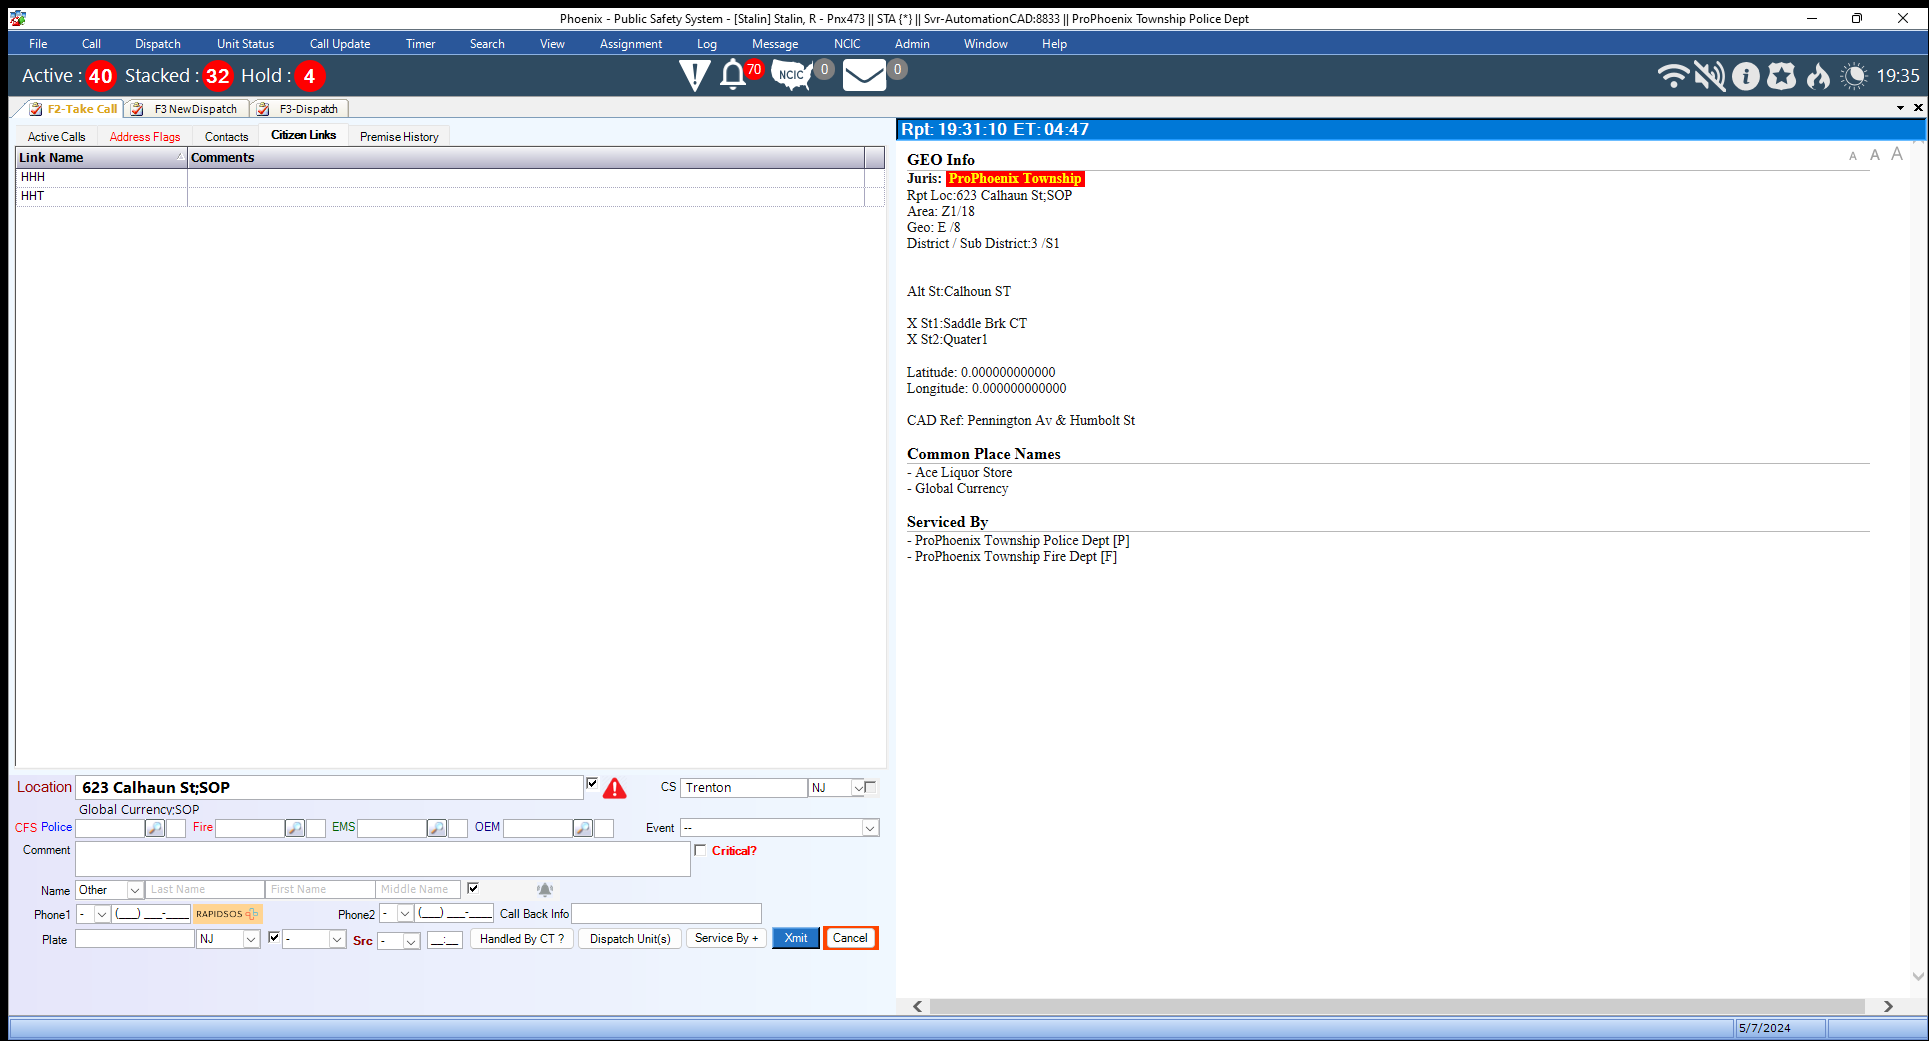 Phoenix - Public Safety System - [Stalin] Stalin, R - Pnx473 || STA {*} || Svr-AutomationCAD:8833 || ProPhoenix Township Police Dept
File Call Dispatch Unit Status Call Update Timer Search View Assignment Log Message NCIC Admin Window Help
Active : 40 Stacked : 32 Hold : 4 70 NCIC 0 0 19:35
F2-Take Call F3 New Dispatch F3-Dispatch
Active Calls Address Flags Contacts Citizen Links Premise History
Link Name Comments
HHH
HHT
Rpt: 19:31:10 ET: 04:47
A A A
GEO Info
Juris: ProPhoenix Township
Rpt Loc:623 Calhaun St;SOP
Area: Z1/18
Geo: E /8
District / Sub District:3 /S1
Alt St:Calhoun ST
X St1:Saddle Brk CT
X St2:Quater1
Latitude: 0.000000000000
Longitude: 0.000000000000
CAD Ref: Pennington Av & Humbolt St
Common Place Names
- Ace Liquor Store
- Global Currency
Serviced By
- ProPhoenix Township Police Dept [P]
- ProPhoenix Township Fire Dept [F]
Location 623 Calhaun St;SOP CS Trenton NJ
Global Currency;SOP
CFS Police Fire EMS OEM Event --
Comment Critical?
Name Other Last Name First Name Middle Name
Phone1 - (___) ___-____ RAPIDSOS Phone2 - (___) ___-____ Call Back Info
Plate NJ - Src - __:__ Handled By CT ? Dispatch Unit(s) Service By + Xmit Cancel
5/7/2024